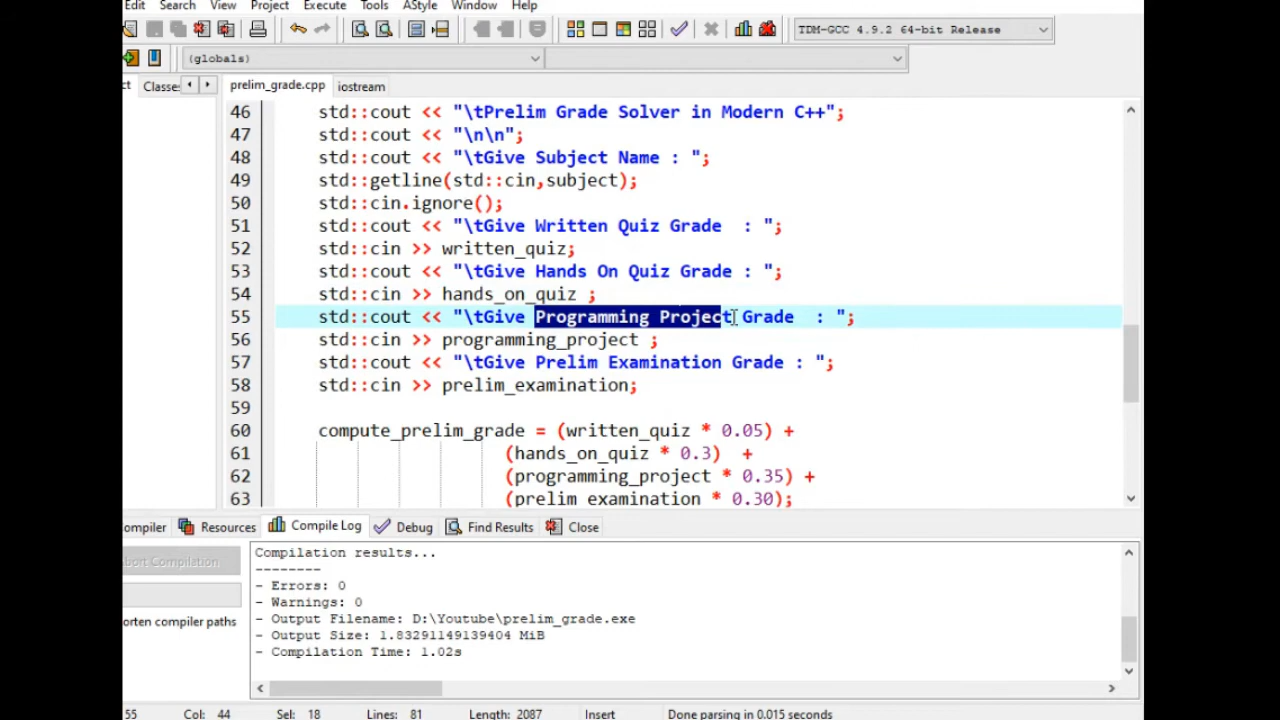 Edit Search View Project Execute Tools AStyle Window Help
TDM-GCC 4.9.2 64-bit Release
(globals)
ct Classes prelim_grade.cpp iostream
46 std::cout << "\tPrelim Grade Solver in Modern C++";
47 std::cout << "\n\n";
48 std::cout << "\tGive Subject Name : ";
49 std::getline(std::cin,subject);
50 std::cin.ignore();
51 std::cout << "\tGive Written Quiz Grade  : ";
52 std::cin >> written_quiz;
53 std::cout << "\tGive Hands On Quiz Grade : ";
54 std::cin >> hands_on_quiz ;
55 std::cout << "\tGive Programming Project Grade  : ";
56 std::cin >> programming_project ;
57 std::cout << "\tGive Prelim Examination Grade : ";
58 std::cin >> prelim_examination;
59
60 compute_prelim_grade = (written_quiz * 0.05) +
61 (hands_on_quiz * 0.3)  +
62 (programming_project * 0.35) +
63 (prelim_examination * 0.30);
ompiler Resources Compile Log Debug Find Results Close
bort Compilation
orten compiler paths
Compilation results...
--------
- Errors: 0
- Warnings: 0
- Output Filename: D:\Youtube\prelim_grade.exe
- Output Size: 1.83291149139404 MiB
- Compilation Time: 1.02s
55 Col: 44 Sel: 18 Lines: 81 Length: 2087 Insert Done parsing in 0.015 seconds